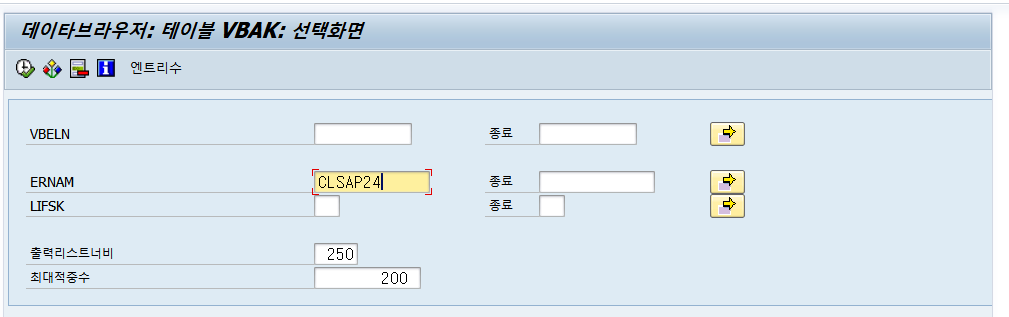 데이타브라우저: 테이블 VBAK: 선택화면
엔트리수
VBELN 종료
ERNAM CLSAP24 종료
LIFSK 종료
출력리스트너비 250
최대적중수 200